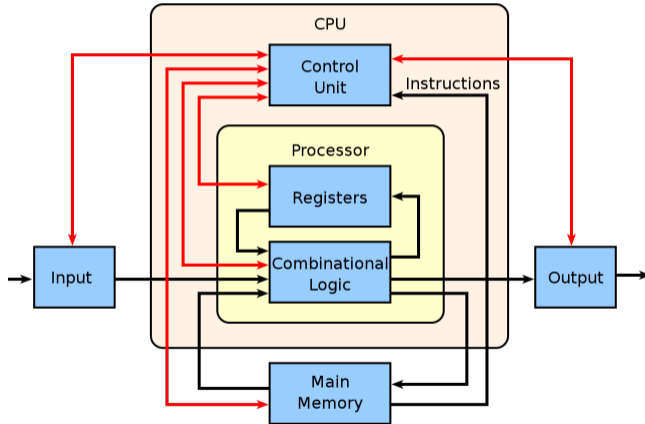 CPU
Control
Unit
Instructions
Processor
Registers
Input
Combinational
Logic
Output
Main
Memory